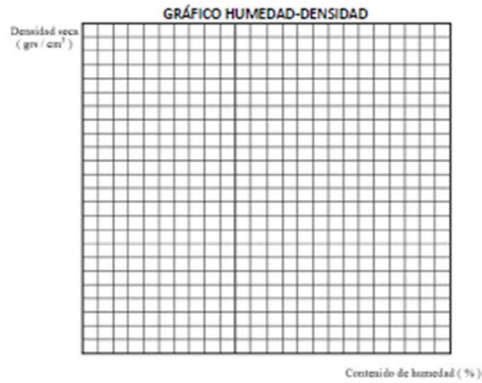 GRÁFICO HUMEDAD-DENSIDAD
Densidad seca
( grs / cm³ )
Contenido de humedad ( % )